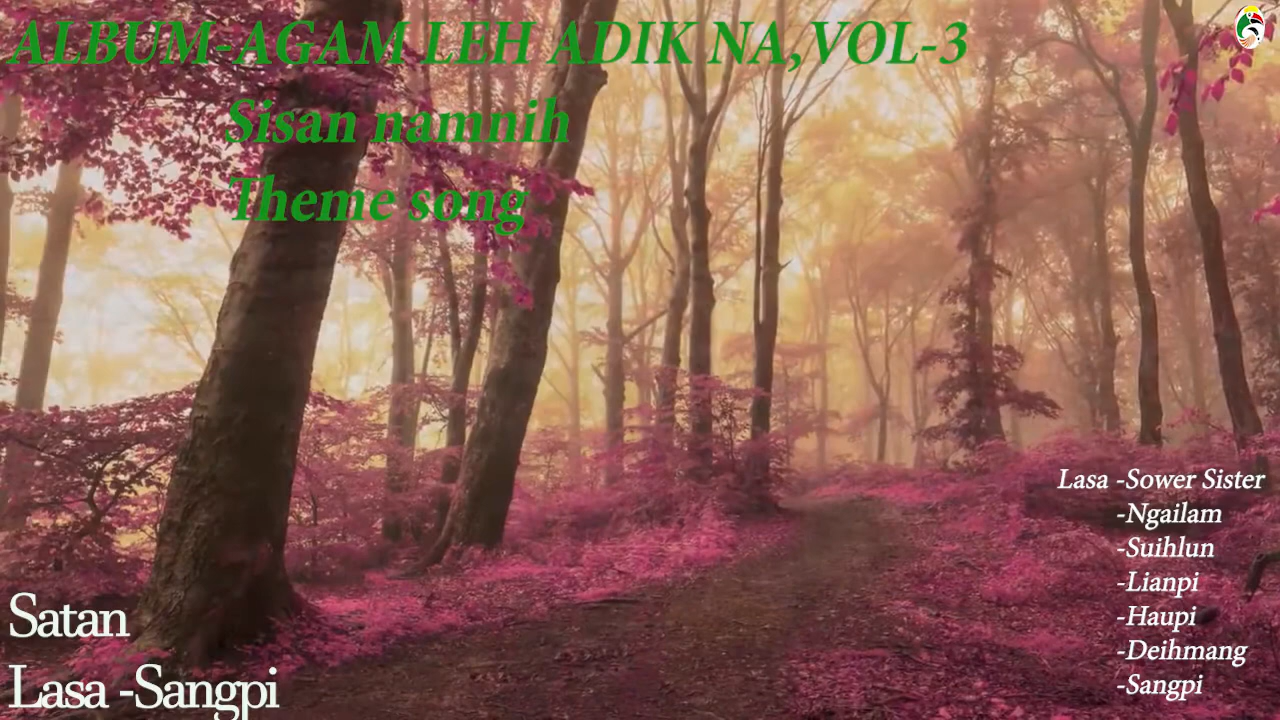 ALBUM-AGAM LEH ADIK NA,VOL-3
Sisan namnih
Theme song
Lasa -Sower Sister
-Ngailam
-Suihlun
-Lianpi
-Haupi
-Deihmang
-Sangpi
Satan
Lasa -Sangpi